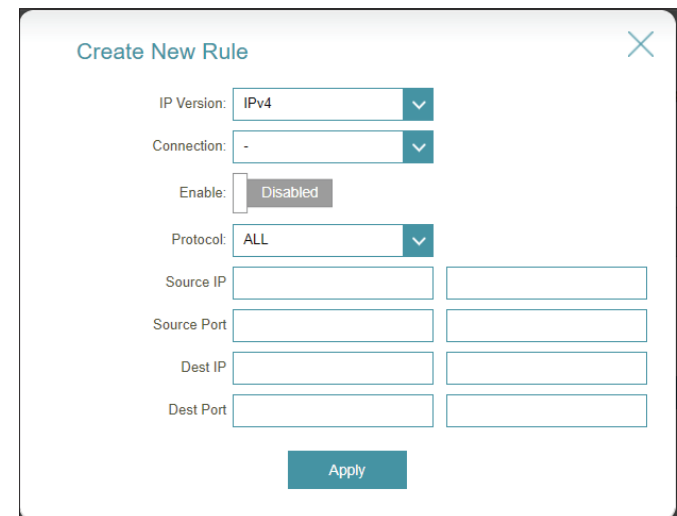 Create New Rule
IP Version: IPv4
Connection: -
Enable: Disabled
Protocol: ALL
Source IP
Source Port
Dest IP
Dest Port
Apply